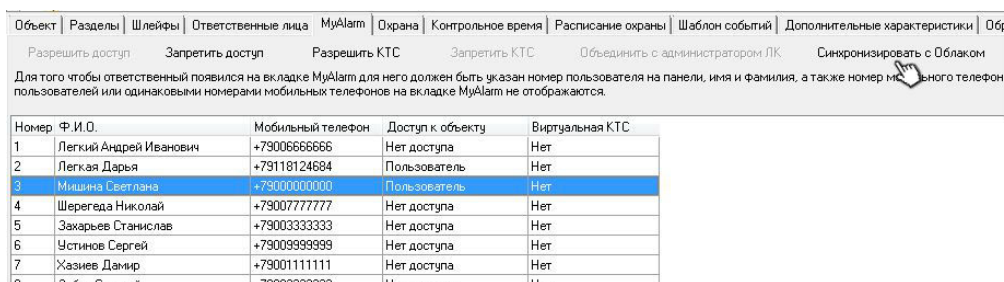 Объект Разделы Шлейфы Ответственные лица MyAlarm Охрана Контрольное время Расписание охраны Шаблон событий Дополнительные характеристики
Разрешить доступ Запретить доступ Разрешить КТС Запретить КТС Объединить с администратором ЛК Синхронизировать с Облаком
Для того чтобы ответственный появился на вкладке MyAlarm для него должен быть указан номер пользователя на панели, имя и фамилия, а также номер
пользователей или одинаковыми номерами мобильных телефонов на вкладке MyAlarm не отображаются.
Номер Ф.И.О. Мобильный телефон Доступ к объекту Виртуальная КТС
1 Легкий Андрей Иванович +79006666666 Нет доступа Нет
2 Легкая Дарья +79118124684 Пользователь Нет
3 Мишина Светлана +79000000000 Пользователь Нет
4 Шерегеда Николай +79007777777 Нет доступа Нет
5 Захарьев Станислав +79003333333 Нет доступа Нет
6 Устинов Сергей +79009999999 Нет доступа Нет
7 Хазиев Дамир +79001111111 Нет доступа Нет